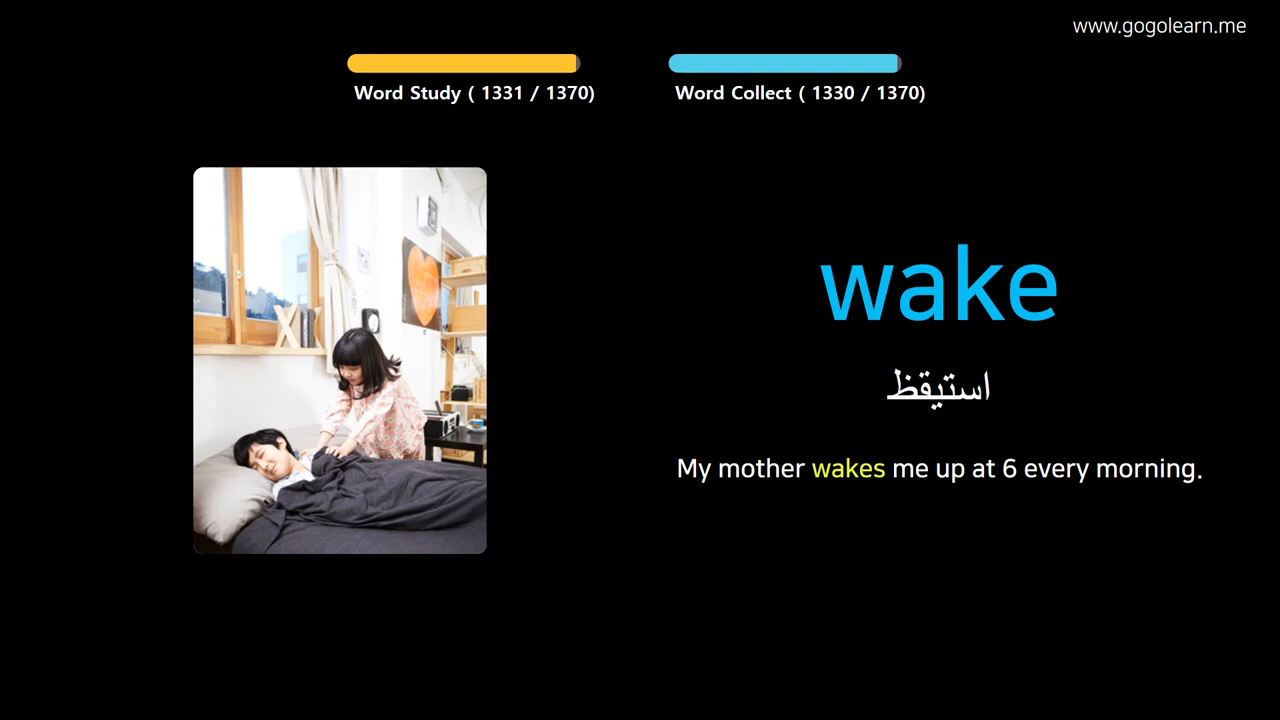 www.gogolearn.me
Word Study ( 1331 / 1370)
Word Collect ( 1330 / 1370)
wake
استيقظ
My mother wakes me up at 6 every morning.